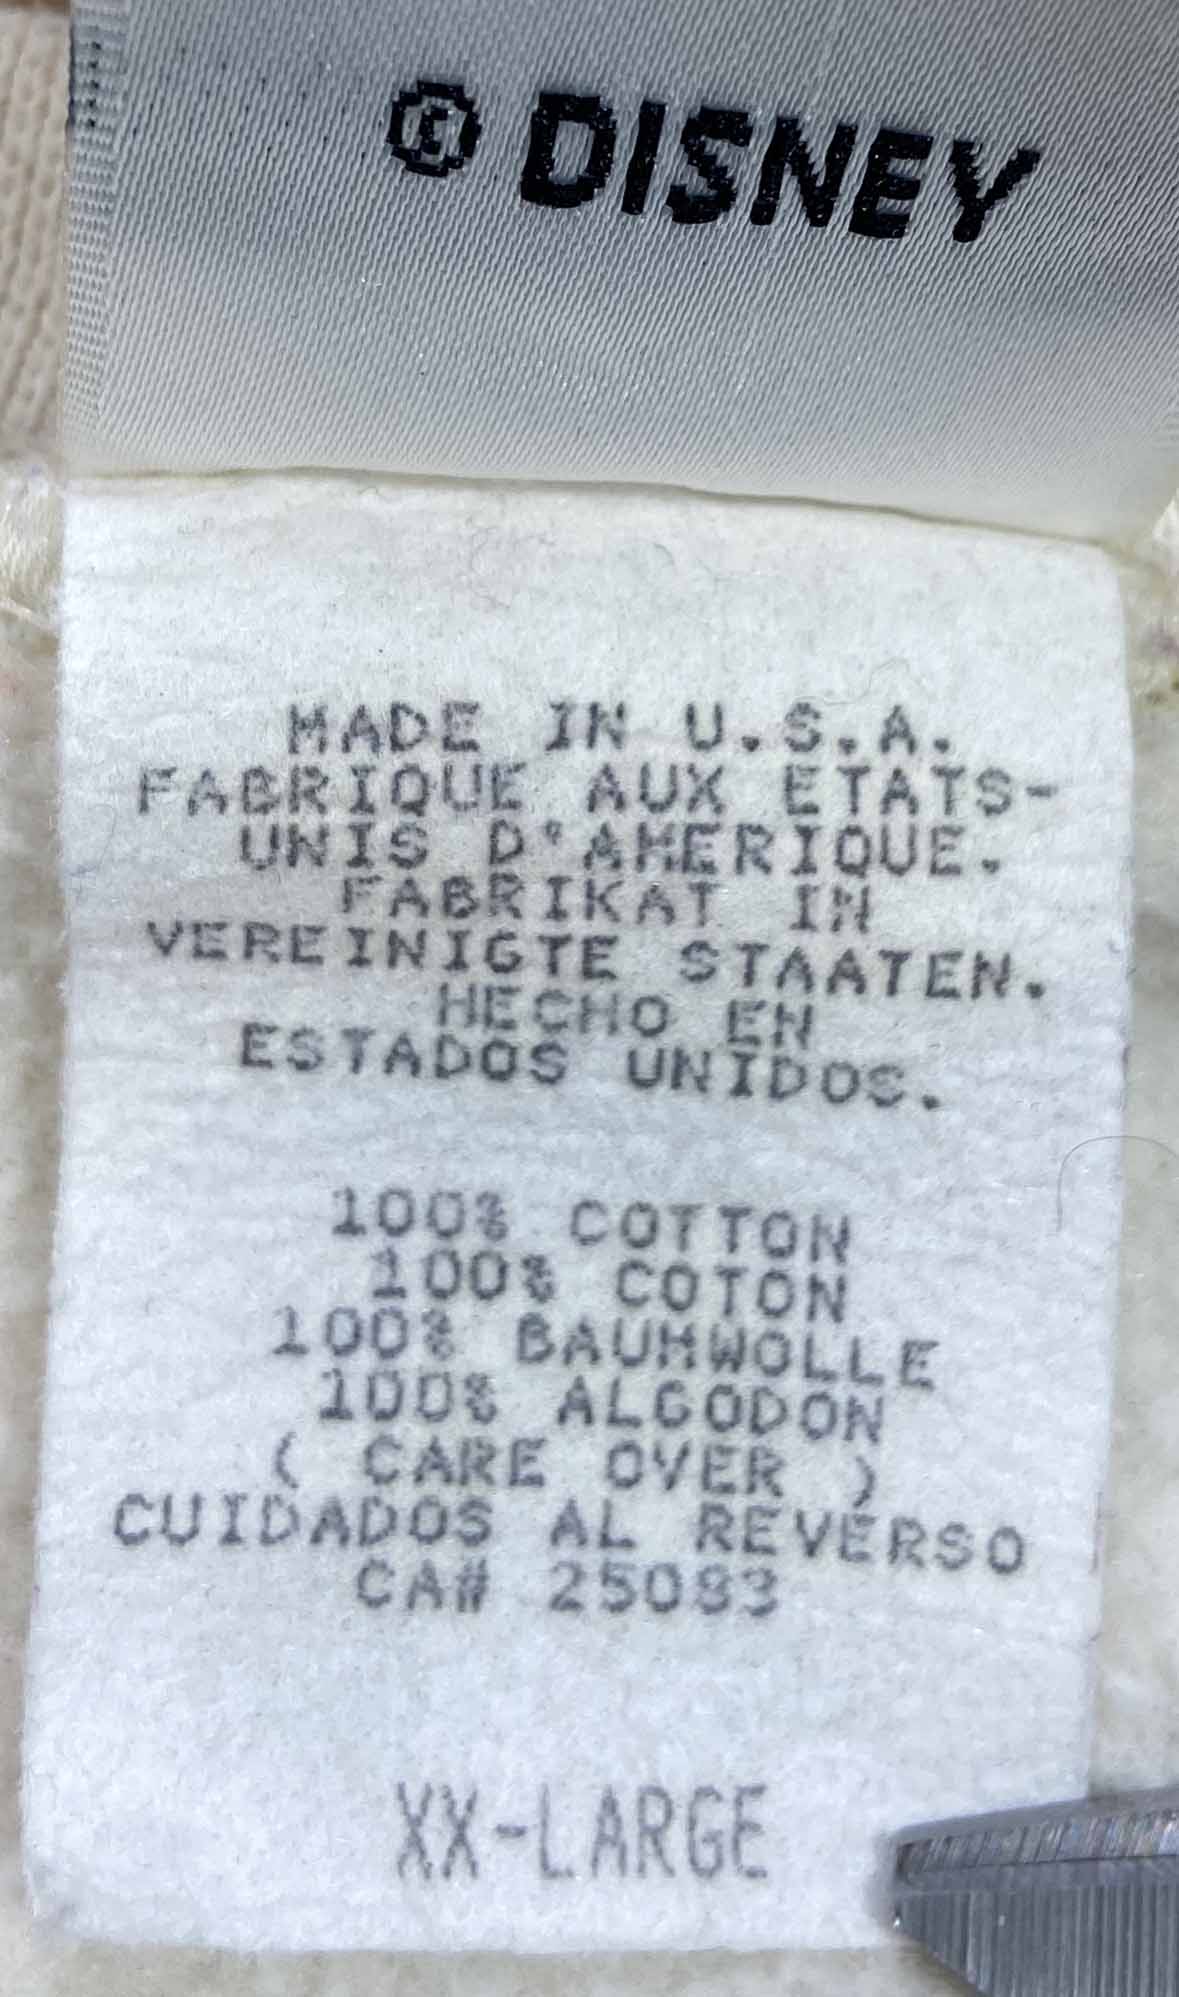 © DISNEY
MADE IN U.S.A.
FABRIQUE AUX ETATS-
UNIS D'AMERIQUE.
FABRIKAT IN
VEREINIGTE STAATEN.
HECHO EN
ESTADOS UNIDOS.
100% COTTON
100% COTON
100% BAUMWOLLE
100% ALGODON
( CARE OVER )
CUIDADOS AL REVERSO
CA# 25083
XX-LARGE